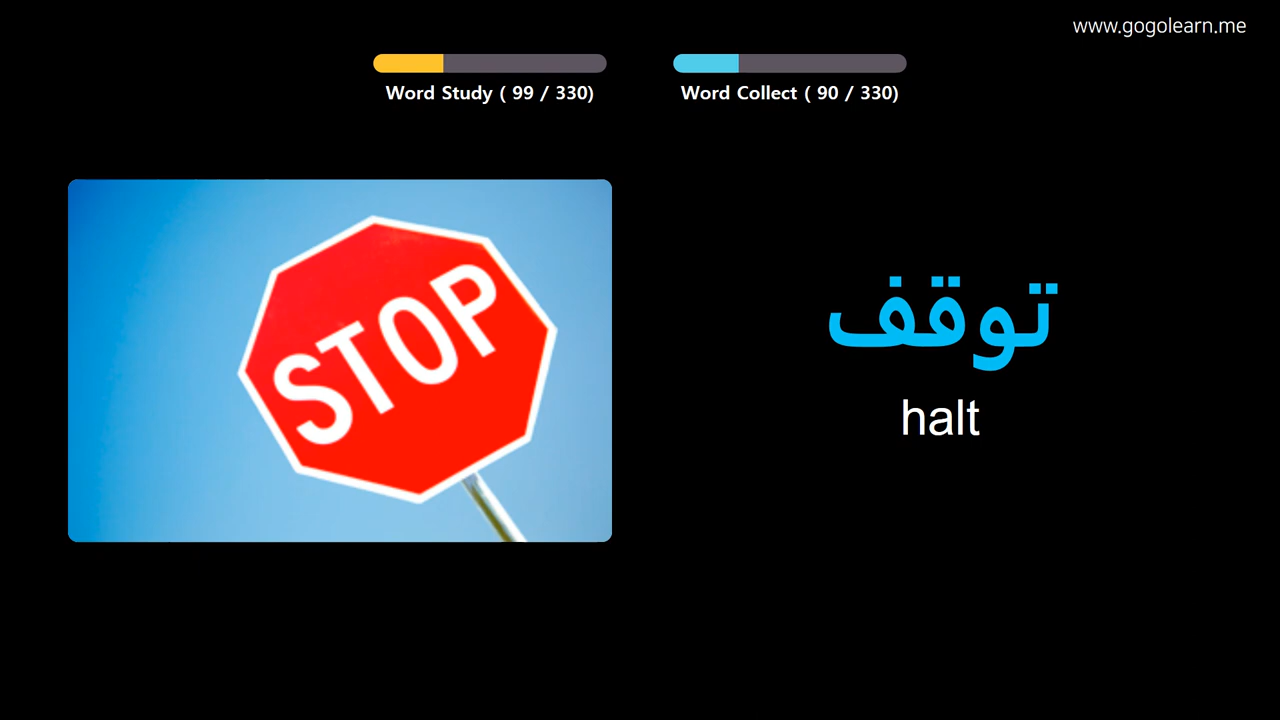 www.gogolearn.me
Word Study ( 99 / 330)
Word Collect ( 90 / 330)
STOP
توقف
halt